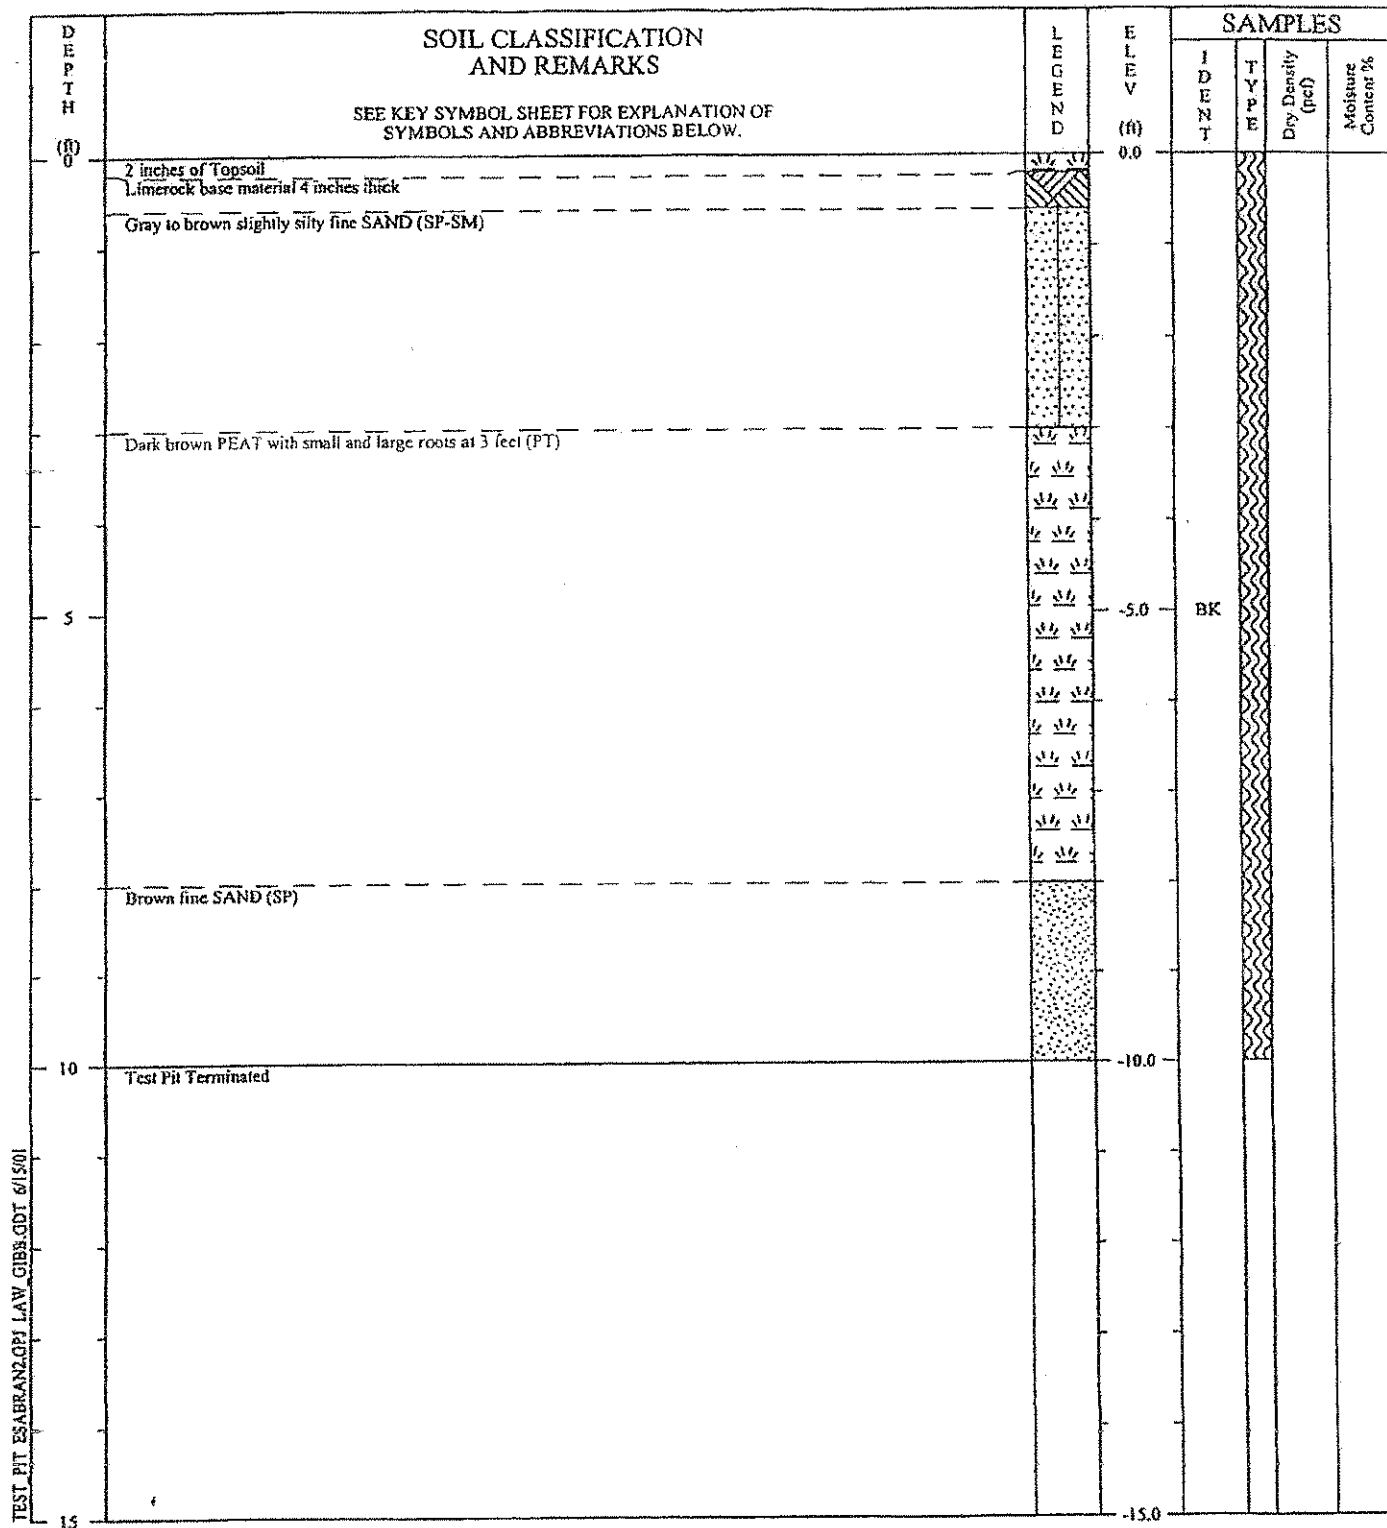 DEPTH (ft)
SOIL CLASSIFICATION
AND REMARKS
SEE KEY SYMBOL SHEET FOR EXPLANATION OF
SYMBOLS AND ABBREVIATIONS BELOW.
LEGEND
ELEV (ft)
SAMPLES
IDENT
TYPE
Dry Density
(pcf)
Moisture
Content %
0
0.0
2 inches of Topsoil
Limerock base material 4 inches thick
Gray to brown slightly silty fine SAND (SP-SM)
Dark brown PEAT with small and large roots at 3 feet (PT)
5
-5.0
BK
Brown fine SAND (SP)
10
-10.0
Test Pit Terminated
15
-15.0
TEST PIT ESABRAN2.GPJ LAW GIBB.GDT 6/15/01